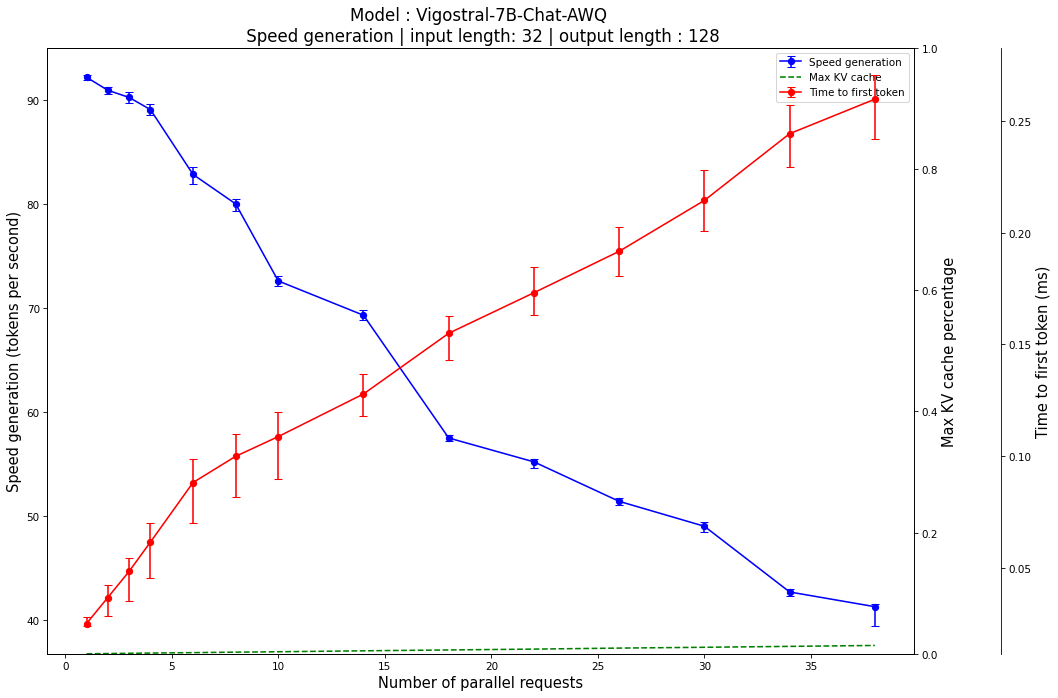 Model : Vigostral-7B-Chat-AWQ
Speed generation | input length: 32 | output length : 128
Speed generation
Max KV cache
Time to first token
Speed generation (tokens per second)
90
80
70
60
50
40
0
5
10
15
20
25
30
35
Number of parallel requests
1.0
0.8
0.6
0.4
0.2
0.0
Max KV cache percentage
0.25
0.20
0.15
0.10
0.05
Time to first token (ms)